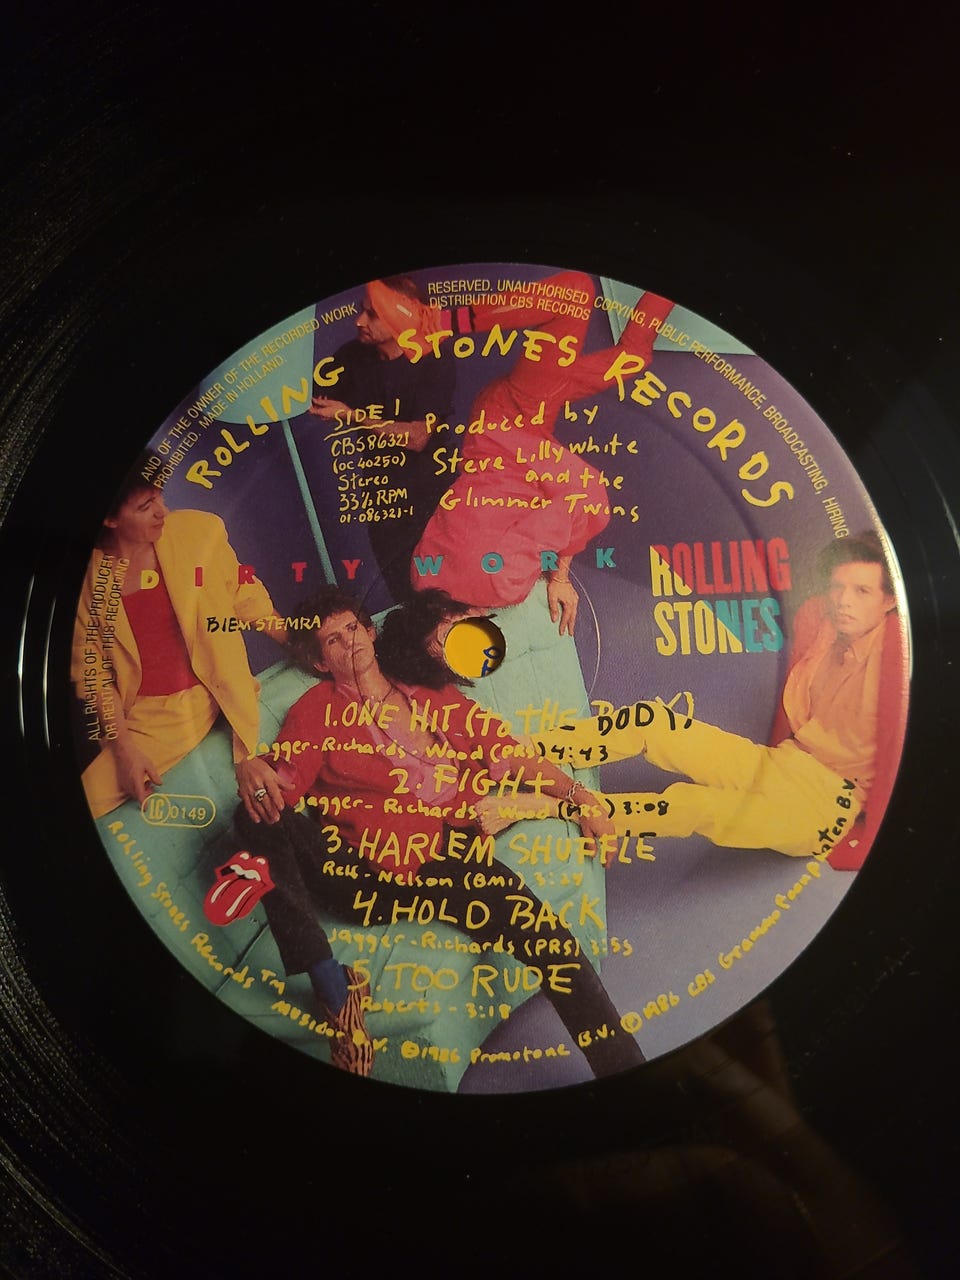 ALL RIGHTS OF THE PRODUCER AND OF THE OWNER OF THE RECORDED WORK RESERVED. UNAUTHORISED COPYING, PUBLIC PERFORMANCE, BROADCASTING, HIRING
OR RENTAL OF THIS RECORDING PROHIBITED. MADE IN HOLLAND. DISTRIBUTION CBS RECORDS
ROLLING STONES RECORDS
SIDE 1
CBS86321
(OC 40250)
Stereo
33⅓ RPM
01-086321-1
Produced by
Steve Lillywhite
and the
Glimmer Twins
DIRTY WORK
ROLLING
STONES
BIEM STEMRA
1. ONE HIT (TO THE BODY)
Jagger-Richards-Wood (PRS) 4:43
2. FIGHT
Jagger-Richards-Wood (PRS) 3:08
3. HARLEM SHUFFLE
Relf-Nelson (BMI) 3:24
4. HOLD BACK
Jagger-Richards (PRS) 3:53
5. TOO RUDE
Roberts - 3:18
LC 0149
Rolling Stones Records TM Musidor B.V. ©1986 Promotone B.V. ℗1986 CBS Grammofoonplaten B.V.